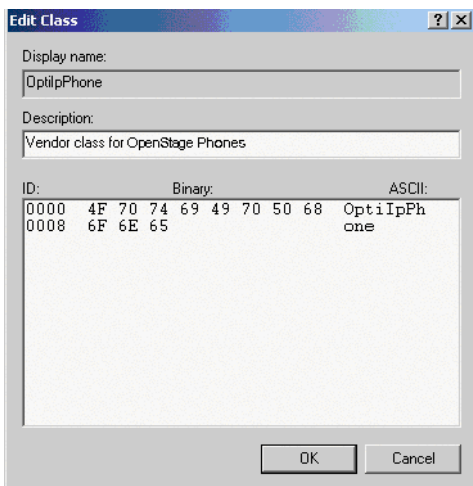 Edit Class
Display name:
OptiIpPhone
Description:
Vendor class for OpenStage Phones
ID: Binary: ASCII:
0000 4F 70 74 69 49 70 50 68 OptiIpPh
0008 6F 6E 65 one
OK Cancel